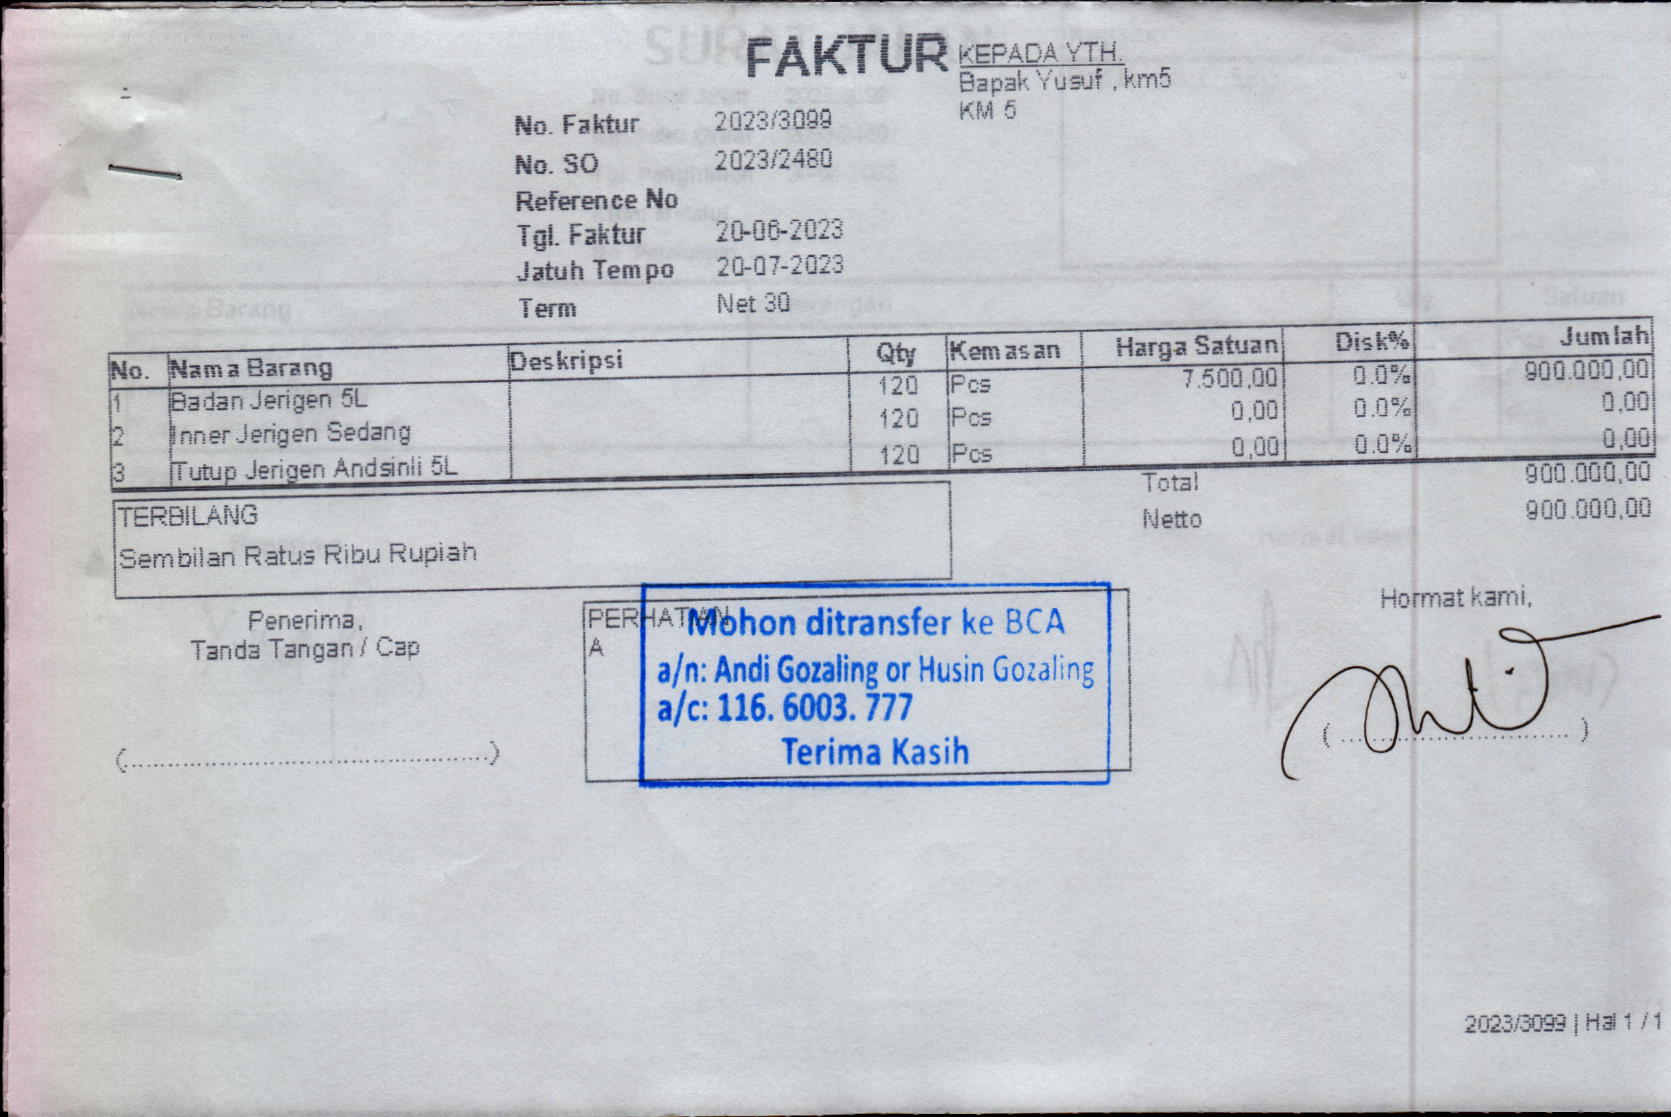 FAKTUR
KEPADA YTH.
Bapak Yusuf , km5
KM 5
No. Faktur 2023/3099
No. SO 2023/2480
Reference No
Tgl. Faktur 20-06-2023
Jatuh Tempo 20-07-2023
Term Net 30
No. Nama Barang Deskripsi Qty Kemasan Harga Satuan Disk% Jumlah
1 Badan Jerigen 5L 120 Pcs 7.500,00 0.0% 900.000,00
2 Inner Jerigen Sedang 120 Pcs 0,00 0.0% 0,00
3 Tutup Jerigen Andsinli 5L 120 Pcs 0,00 0.0% 0,00
Total 900.000,00
Netto 900.000,00
TERBILANG
Sembilan Ratus Ribu Rupiah
Penerima,
Tanda Tangan / Cap
(.................................................)
PERHATIAN
A
Mohon ditransfer ke BCA
a/n: Andi Gozaling or Husin Gozaling
a/c: 116. 6003. 777
Terima Kasih
Hormat kami,
( ................................ )
2023/3099 | Hal 1 / 1